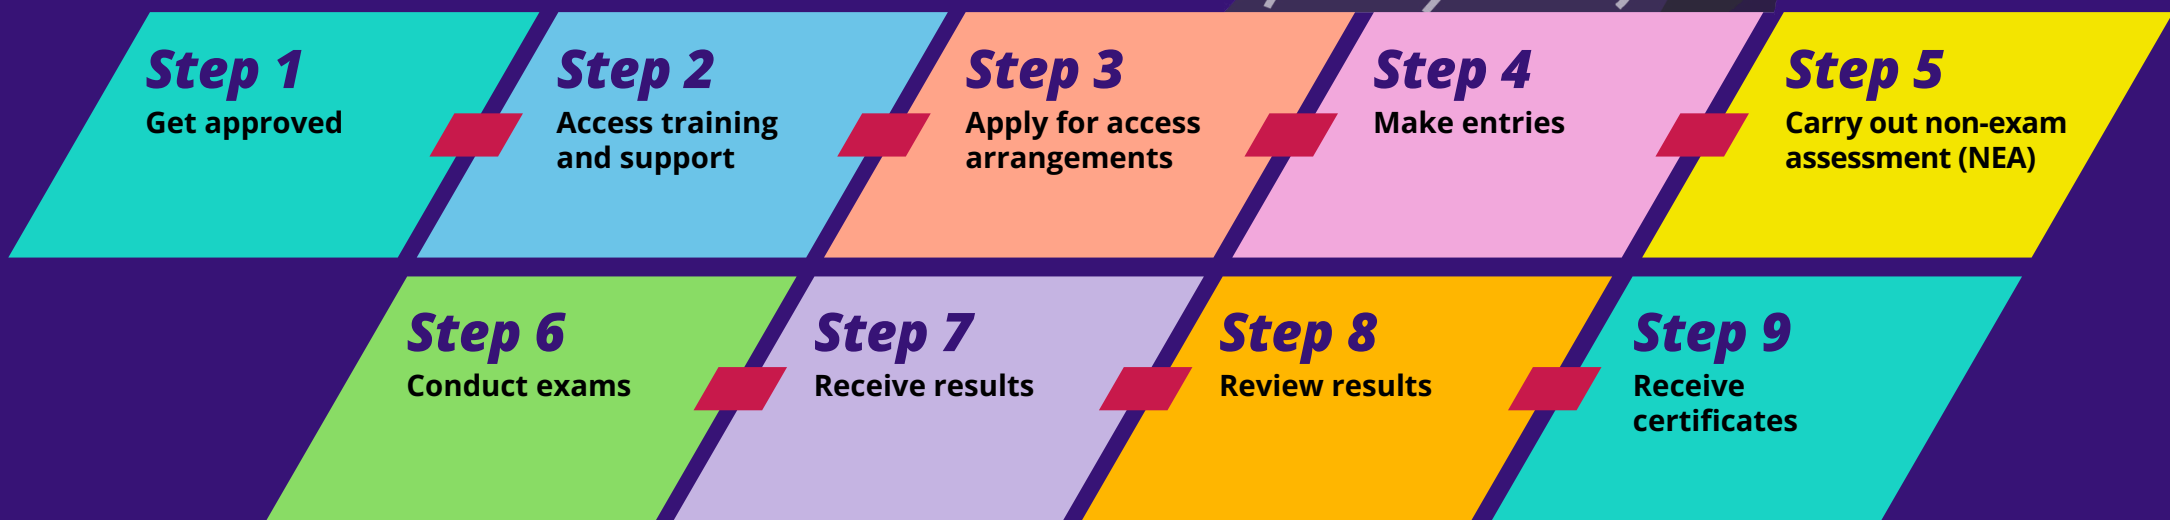 Step 1
Get approved
Step 2
Access training
and support
Step 3
Apply for access
arrangements
Step 4
Make entries
Step 5
Carry out non-exam
assessment (NEA)
Step 6
Conduct exams
Step 7
Receive results
Step 8
Review results
Step 9
Receive
certificates